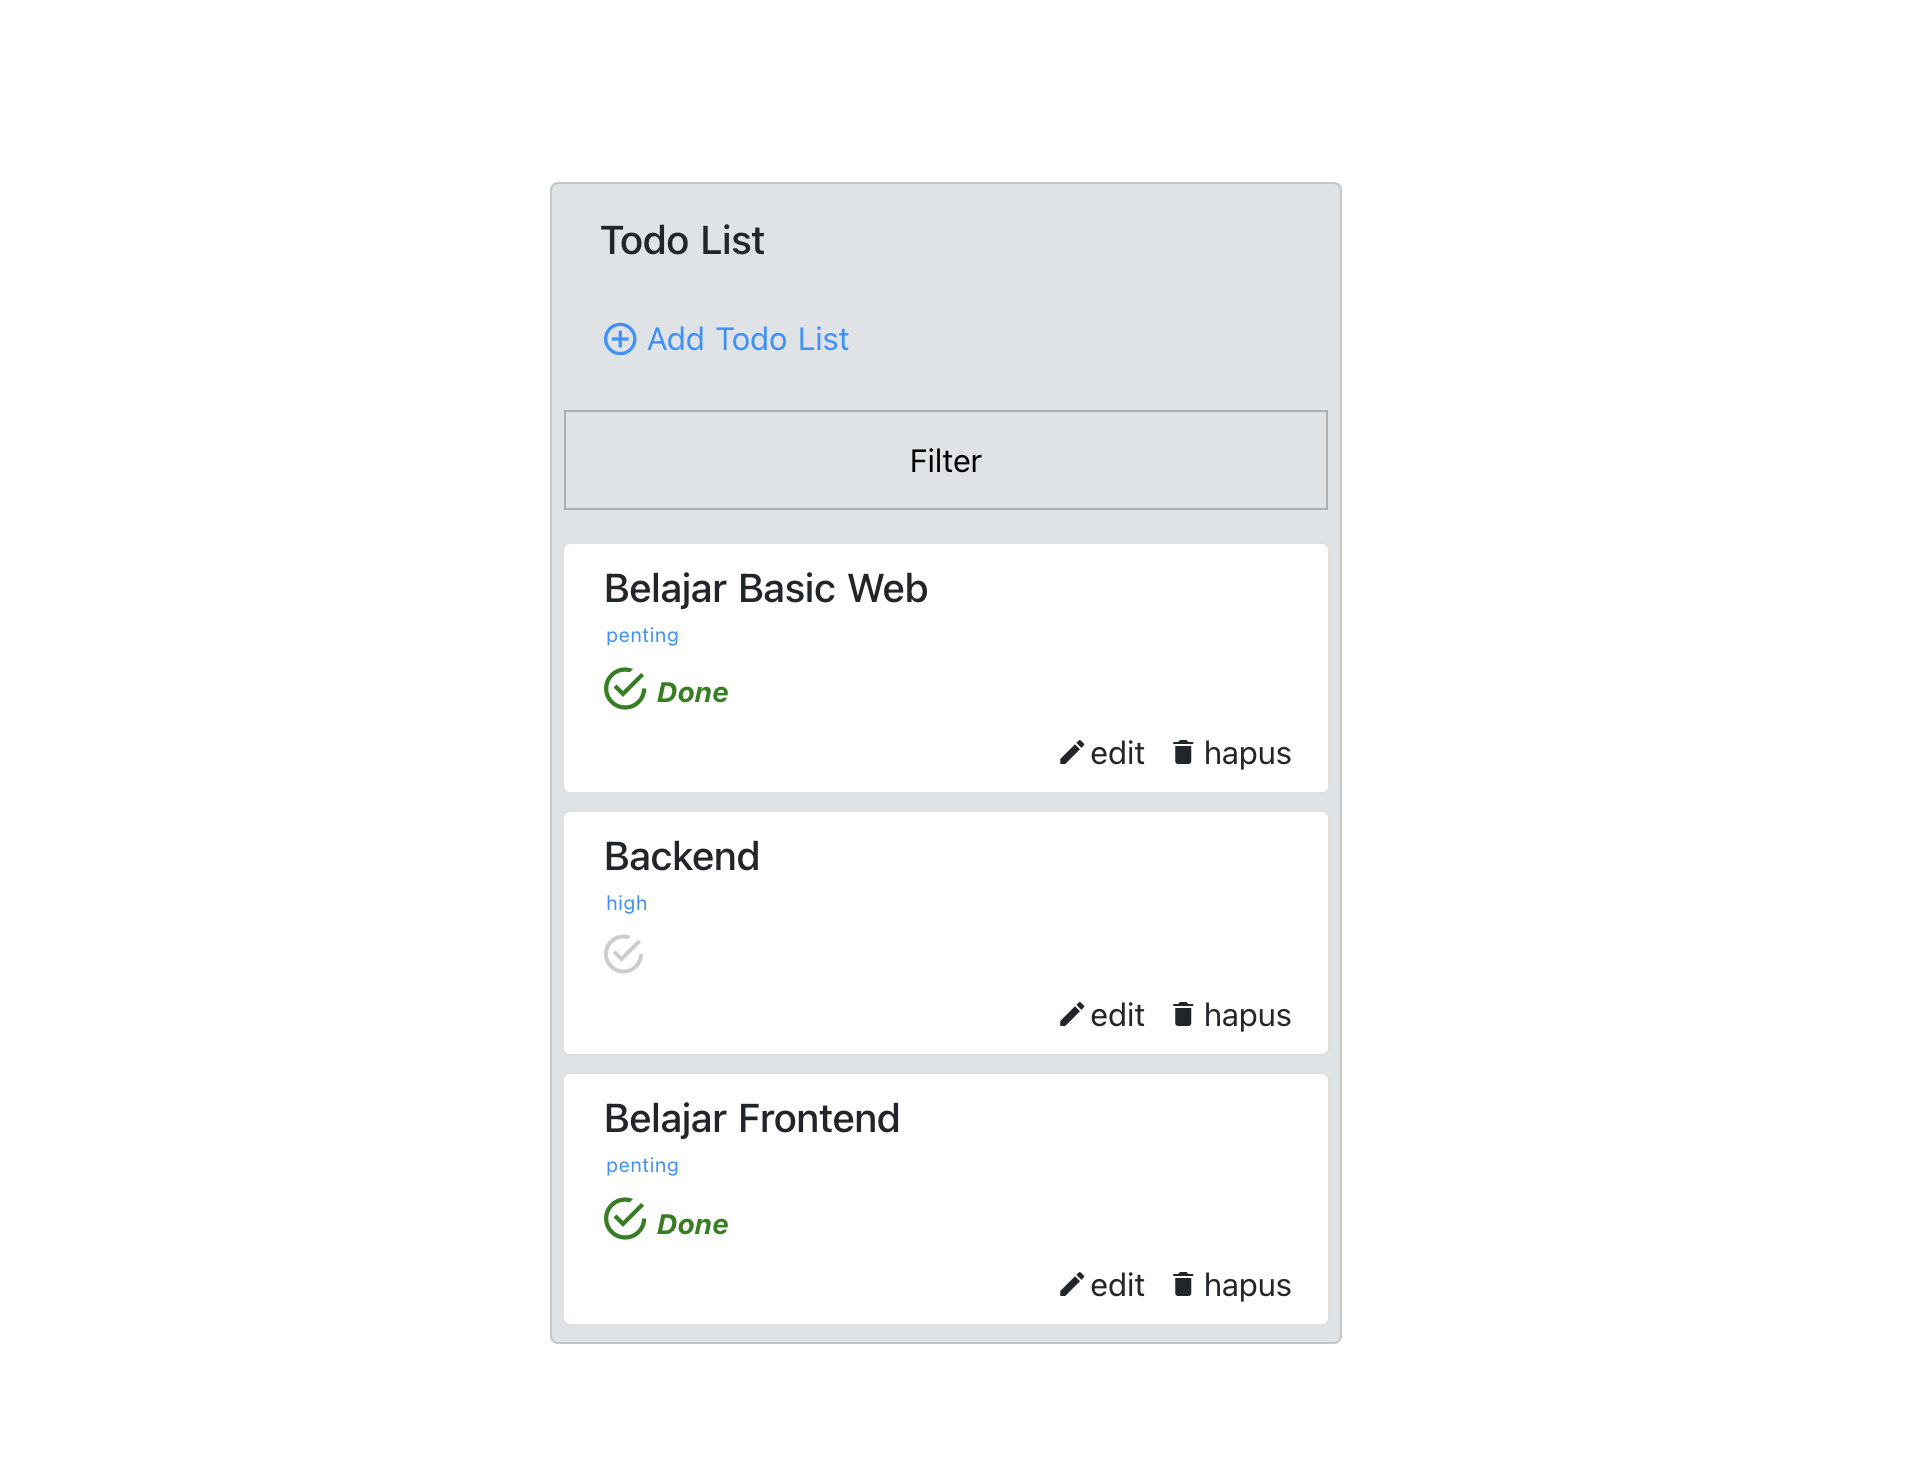 Todo List
Add Todo List
Filter
Belajar Basic Web
penting
Done
edit hapus
Backend
high
edit hapus
Belajar Frontend
penting
Done
edit hapus